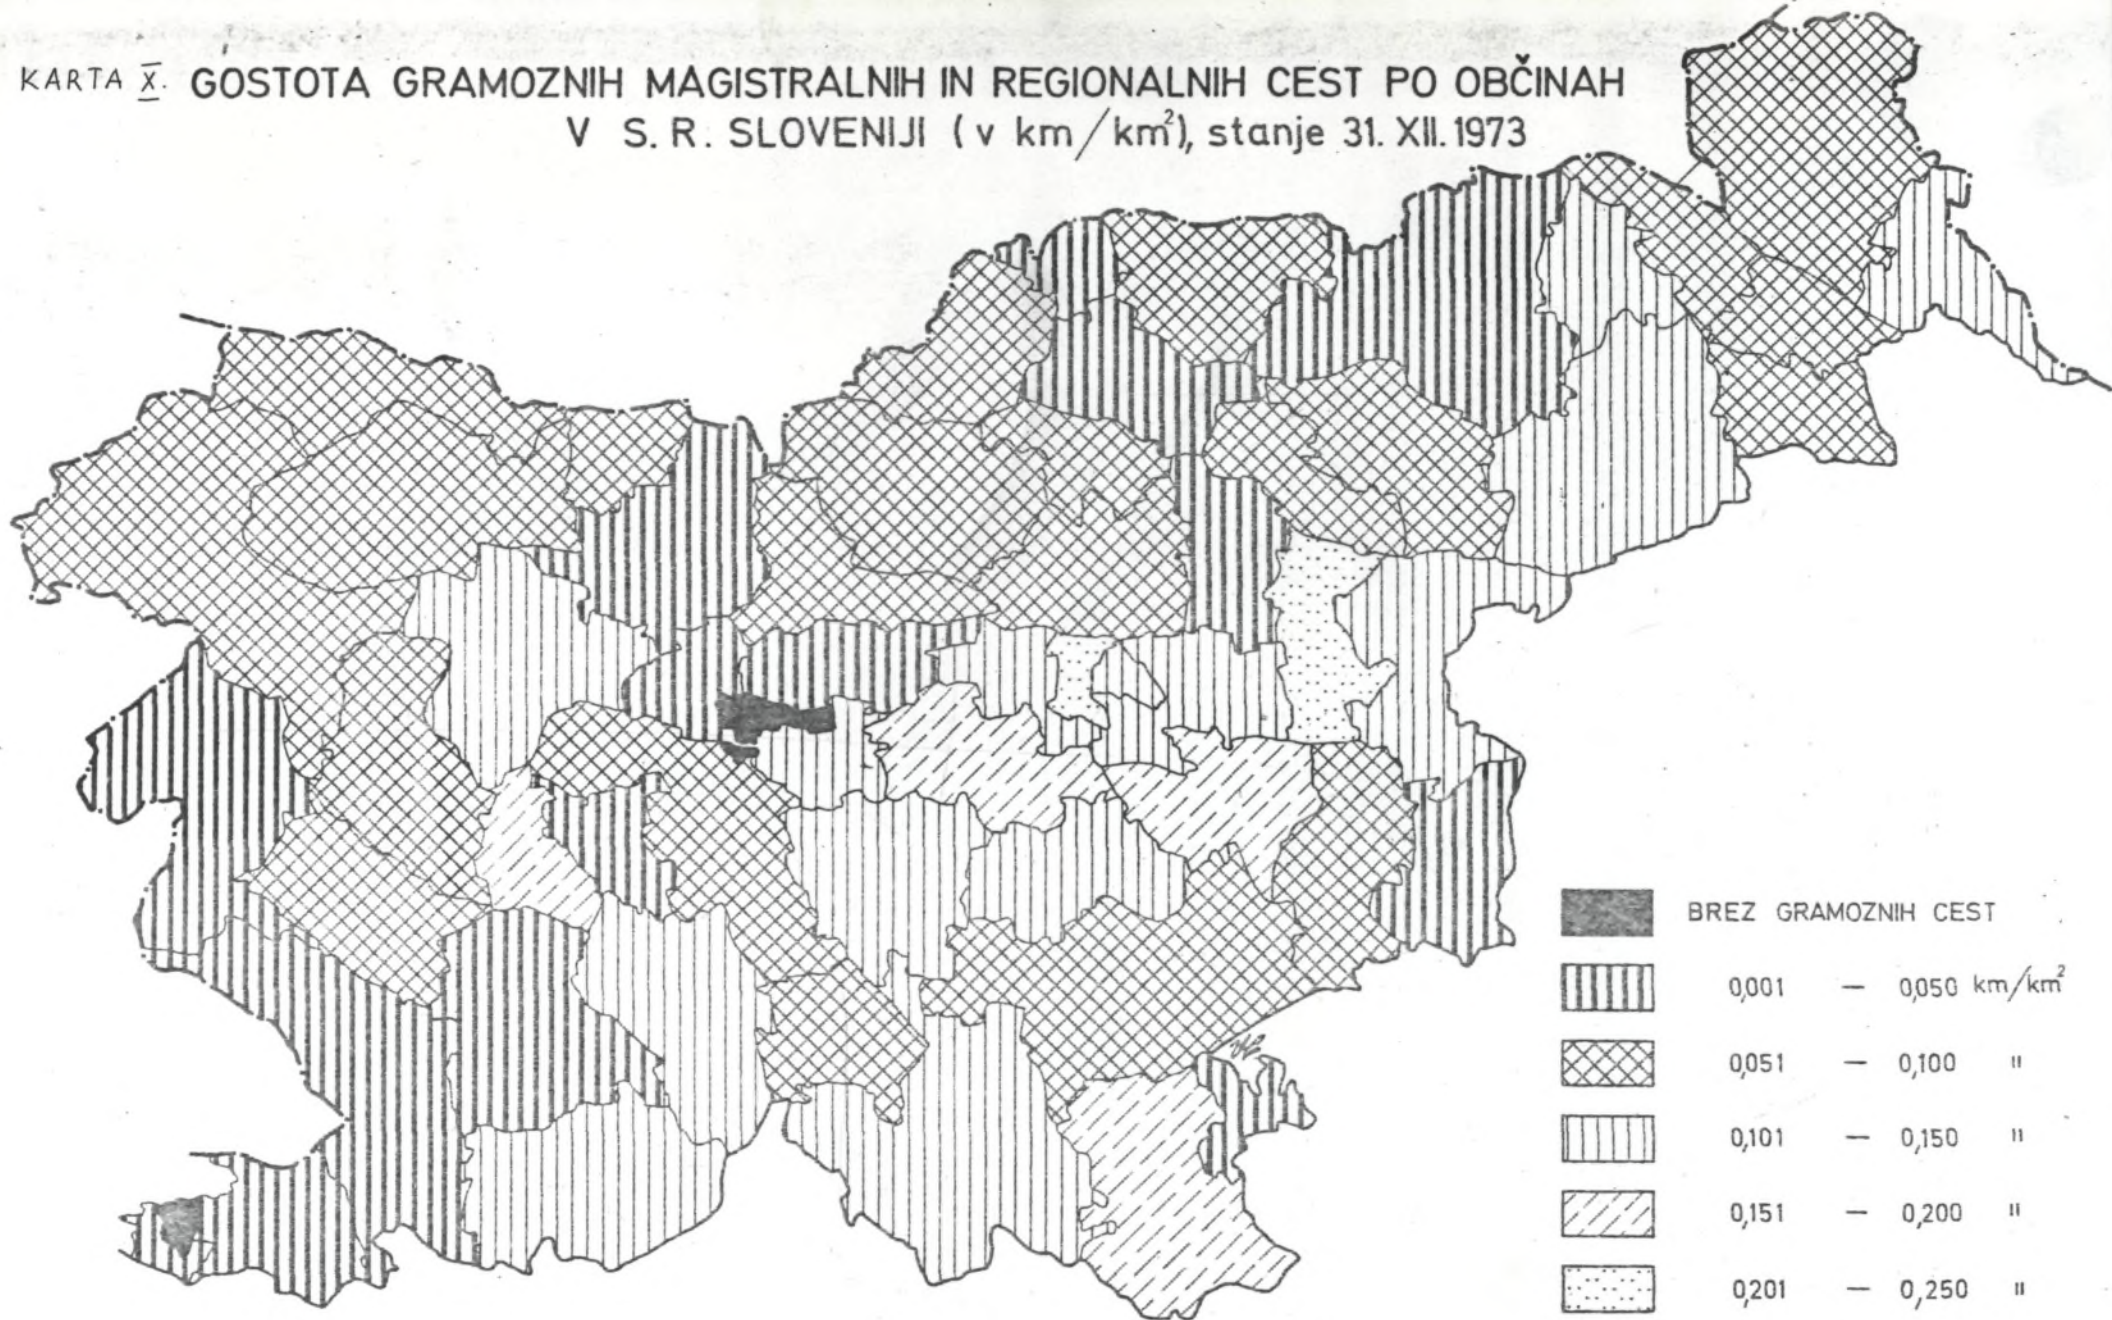 KARTA X. GOSTOTA GRAMOZNIH MAGISTRALNIH IN REGIONALNIH CEST PO OBČINAH
V S. R. SLOVENIJI ( v km/km²), stanje 31. XII. 1973
BREZ GRAMOZNIH CEST
0,001 — 0,050 km/km²
0,051 — 0,100 "
0,101 — 0,150 "
0,151 — 0,200 "
0,201 — 0,250 "